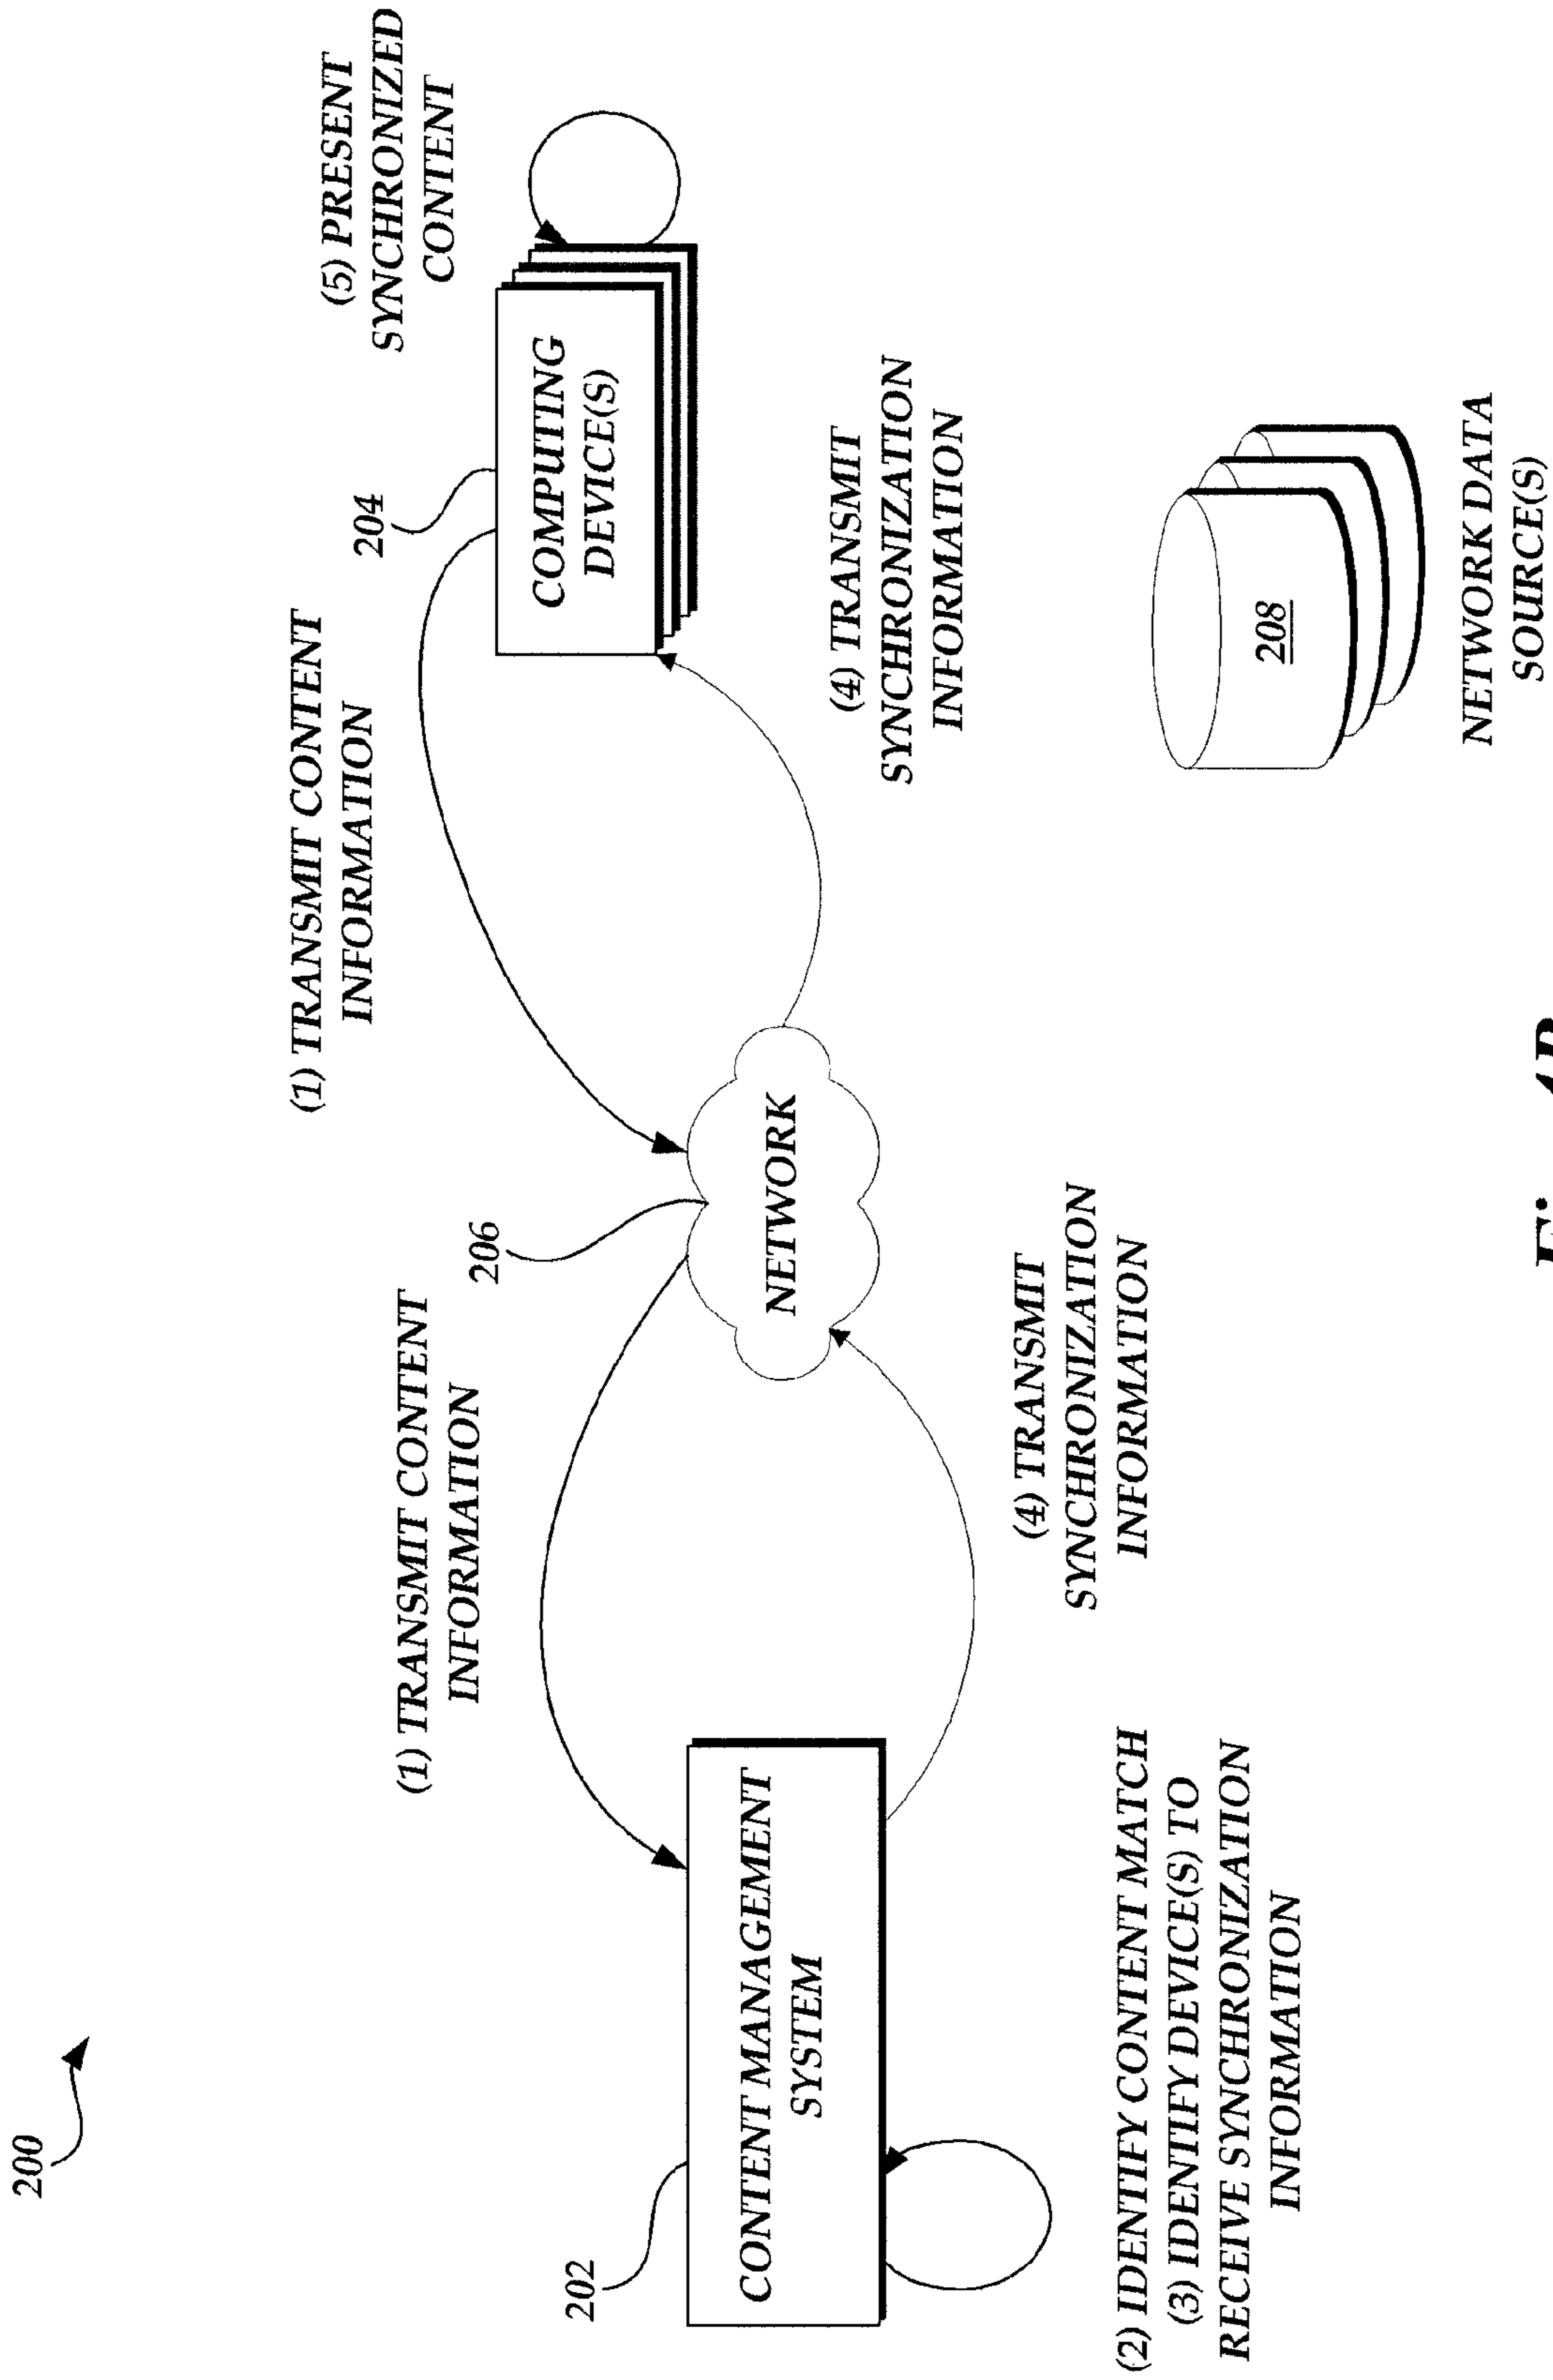 200
(5) PRESENT
SYNCHRONIZED
CONTENT
(1) TRANSMIT CONTENT
INFORMATION
204
COMPUTING
DEVICE(S)
(1) TRANSMIT CONTENT
INFORMATION
206
NETWORK
(4) TRANSMIT
SYNCHRONIZATION
INFORMATION
202
CONTENT MANAGEMENT
SYSTEM
(4) TRANSMIT
SYNCHRONIZATION
INFORMATION
(2) IDENTIFY CONTENT MATCH
(3) IDENTIFY DEVICE(S) TO
RECEIVE SYNCHRONIZATION
INFORMATION
208
NETWORK DATA
SOURCE(S)